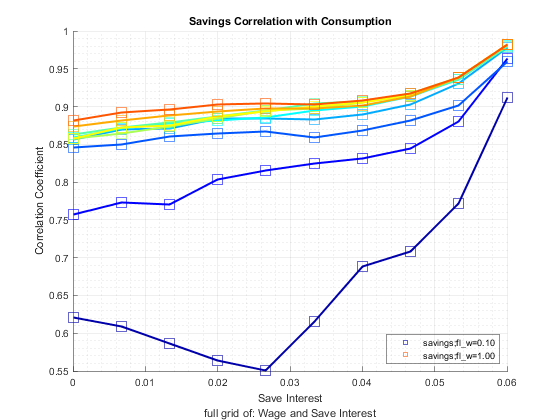 Savings Correlation with Consumption
Correlation Coefficient
1
0.95
0.9
0.85
0.8
0.75
0.7
0.65
0.6
0.55
0
0.01
0.02
0.03
0.04
0.05
0.06
savings;fl_w=0.10
savings;fl_w=1.00
Save Interest
full grid of: Wage and Save Interest